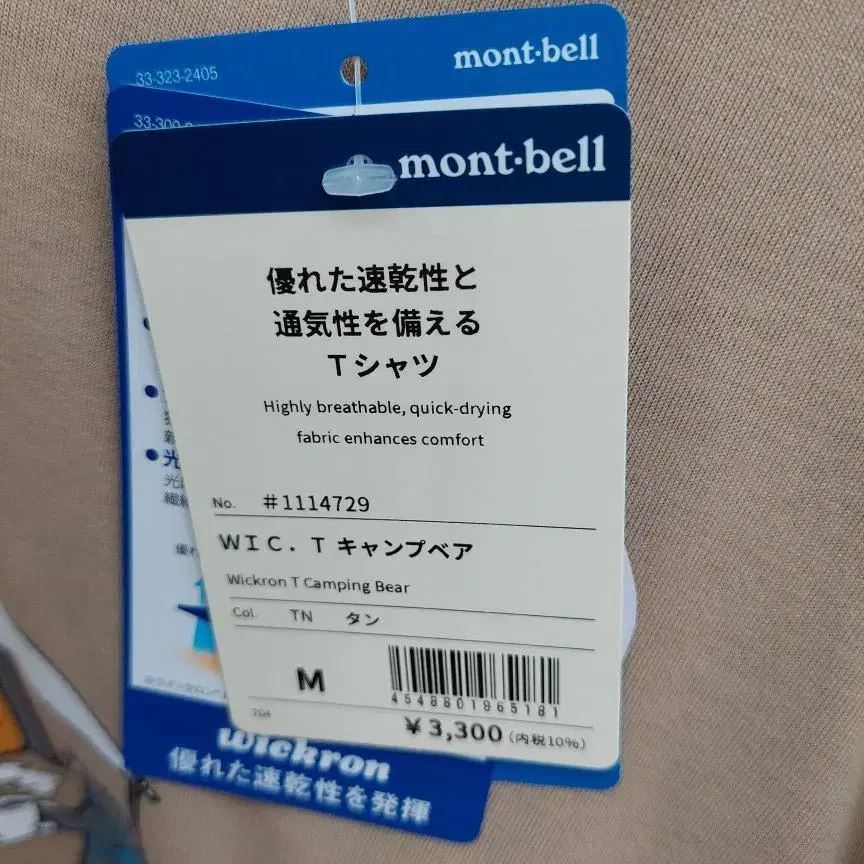 33-323-2405
mont·bell
33-300-
mont·bell
優れた速乾性と
通気性を備える
Tシャツ
Highly breathable, quick-drying
fabric enhances comfort
No. #1114729
WIC. T キャンプベア
Wickron T Camping Bear
Col. TN タン
M
4548801965181
¥3,300 (内税10%)
光
優れ
Wickron
優れた速乾性を発揮